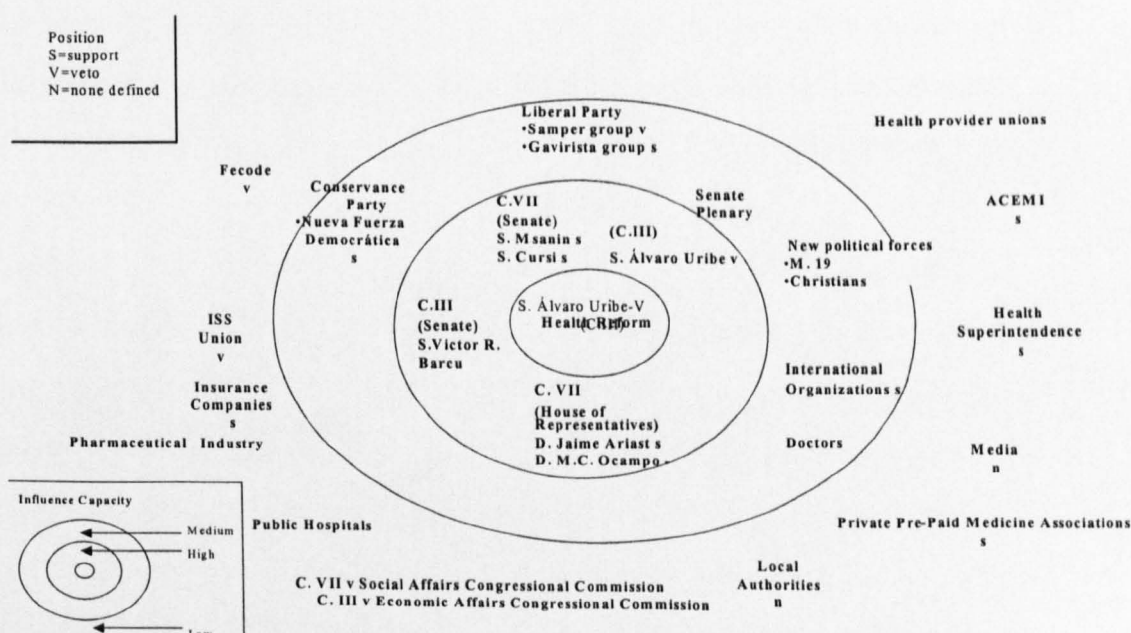 Position
S=support
V=veto
N=none defined
Liberal Party
•Samper group v
•Gavirista group s
Health provider unions
Fecode
v
Conservance
Party
•Nueva Fuerza
Democrática
s
C.VII
(Senate)
S. Msanin s
S. Cursi s
(C.III)
S. Álvaro Uribe v
Senate
Plenary
ACEMI
s
New political forces
•M. 19
•Christians
S. Álvaro Uribe-V
Health Reform
C.III
(Senate)
S.Victor R.
Barcu
ISS
Union
v
Health
Superintendence
s
Insurance
Companies
s
International
Organizations s
C. VII
(House of
Representatives)
D. Jaime Ariast s
D. M.C. Ocampo -
Pharmaceutical Industry
Doctors
Media
n
Influence Capacity
Medium
High
Public Hospitals
Private Pre-Paid Medicine Associations
s
Local
Authorities
n
C. VII v Social Affairs Congressional Commission
C. III v Economic Affairs Congressional Commission